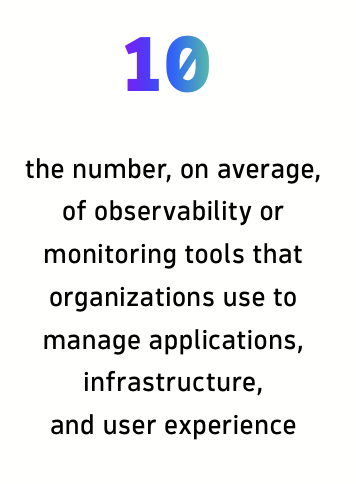 10
the number, on average,
of observability or
monitoring tools that
organizations use to
manage applications,
infrastructure,
and user experience